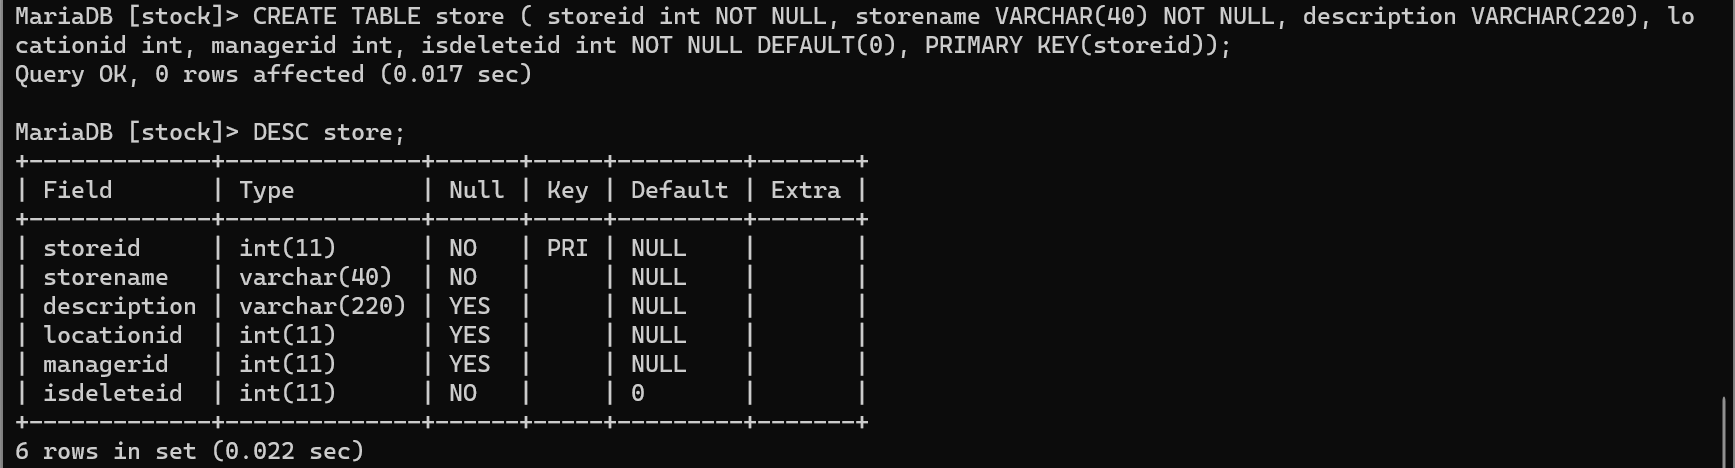 MariaDB [stock]> CREATE TABLE store ( storeid int NOT NULL, storename VARCHAR(40) NOT NULL, description VARCHAR(220), lo
cationid int, managerid int, isdeleteid int NOT NULL DEFAULT(0), PRIMARY KEY(storeid));
Query OK, 0 rows affected (0.017 sec)

MariaDB [stock]> DESC store;
+-------------+--------------+------+-----+---------+-------+
| Field       | Type         | Null | Key | Default | Extra |
+-------------+--------------+------+-----+---------+-------+
| storeid     | int(11)      | NO   | PRI | NULL    |       |
| storename   | varchar(40)  | NO   |     | NULL    |       |
| description | varchar(220) | YES  |     | NULL    |       |
| locationid  | int(11)      | YES  |     | NULL    |       |
| managerid   | int(11)      | YES  |     | NULL    |       |
| isdeleteid  | int(11)      | NO   |     | 0       |       |
+-------------+--------------+------+-----+---------+-------+
6 rows in set (0.022 sec)